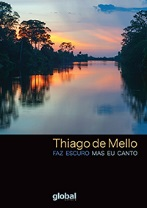 Thiago de Mello
FAZ ESCURO MAS EU CANTO
global